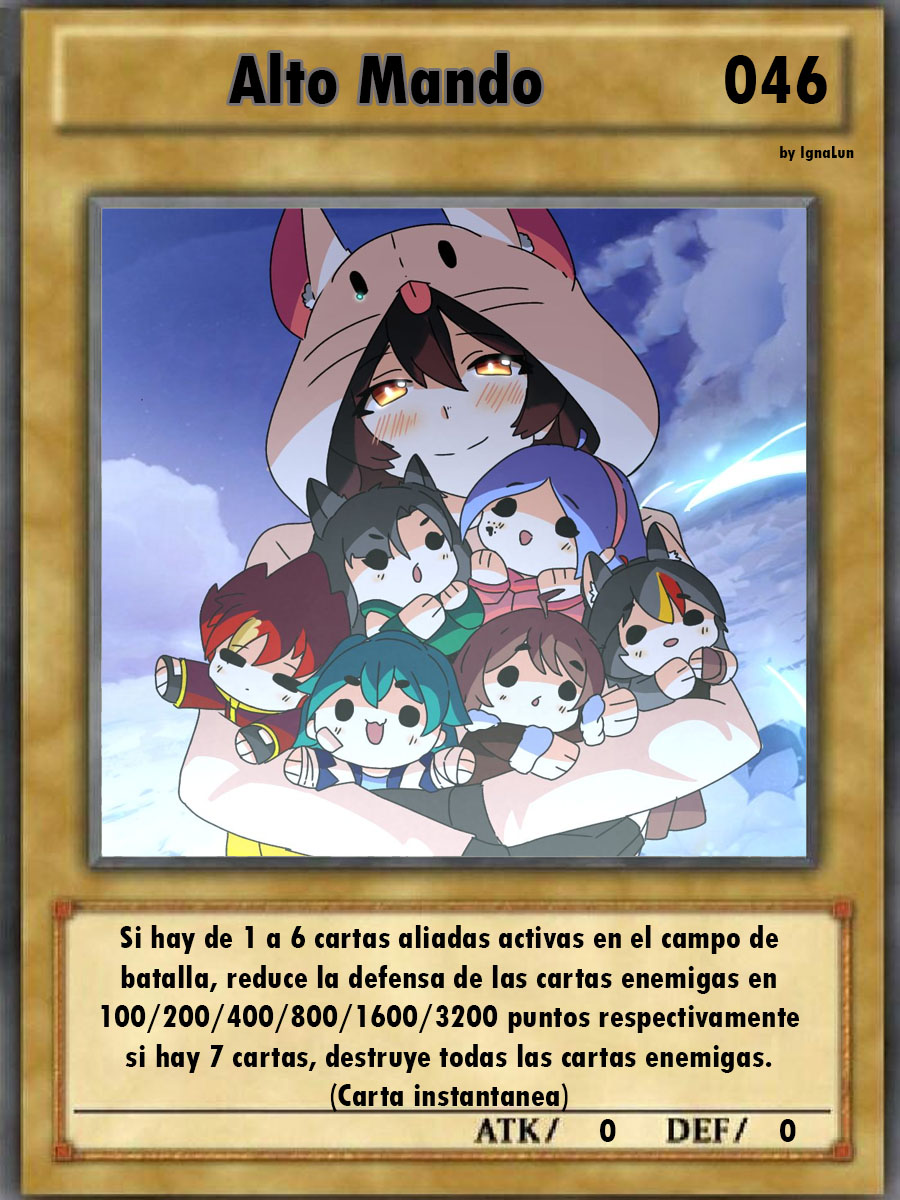 Alto Mando
046
by IgnaLun
Si hay de 1 a 6 cartas aliadas activas en el campo de
batalla, reduce la defensa de las cartas enemigas en
100/200/400/800/1600/3200 puntos respectivamente
si hay 7 cartas, destruye todas las cartas enemigas.
(Carta instantanea)
ATK/ 0 DEF/ 0